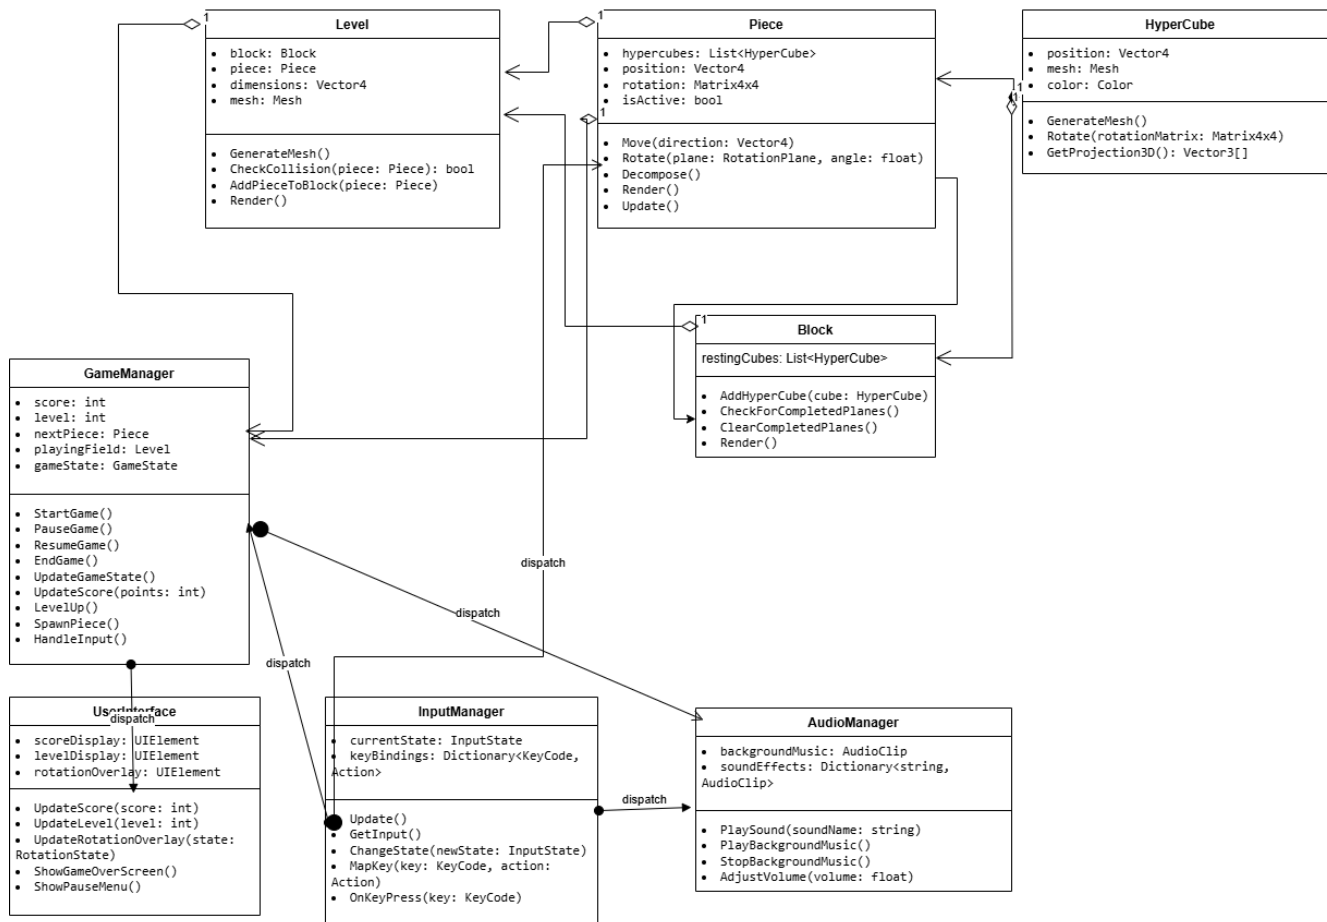 1
Level
block: Block
piece: Piece
dimensions: Vector4
mesh: Mesh
GenerateMesh()
CheckCollision(piece: Piece): bool
AddPieceToBlock(piece: Piece)
Render()
1
Piece
hypercubes: List<HyperCube>
position: Vector4
rotation: Matrix4x4
isActive: bool
1
Move(direction: Vector4)
Rotate(plane: RotationPlane, angle: float)
Decompose()
Render()
Update()
HyperCube
position: Vector4
mesh: Mesh
color: Color
1
1
GenerateMesh()
Rotate(rotationMatrix: Matrix4x4)
GetProjection3D(): Vector3[]
1
Block
restingCubes: List<HyperCube>
AddHyperCube(cube: HyperCube)
CheckForCompletedPlanes()
ClearCompletedPlanes()
Render()
GameManager
score: int
level: int
nextPiece: Piece
playingField: Level
gameState: GameState
StartGame()
PauseGame()
ResumeGame()
EndGame()
UpdateGameState()
UpdateScore(points: int)
LevelUp()
SpawnPiece()
HandleInput()
dispatch
dispatch
dispatch
UserInterface
dispatch
scoreDisplay: UIElement
levelDisplay: UIElement
rotationOverlay: UIElement
UpdateScore(score: int)
UpdateLevel(level: int)
UpdateRotationOverlay(state:
RotationState)
ShowGameOverScreen()
ShowPauseMenu()
InputManager
currentState: InputState
keyBindings: Dictionary<KeyCode,
Action>
Update()
GetInput()
ChangeState(newState: InputState)
MapKey(key: KeyCode, action:
Action)
OnKeyPress(key: KeyCode)
dispatch
AudioManager
backgroundMusic: AudioClip
soundEffects: Dictionary<string,
AudioClip>
PlaySound(soundName: string)
PlayBackgroundMusic()
StopBackgroundMusic()
AdjustVolume(volume: float)